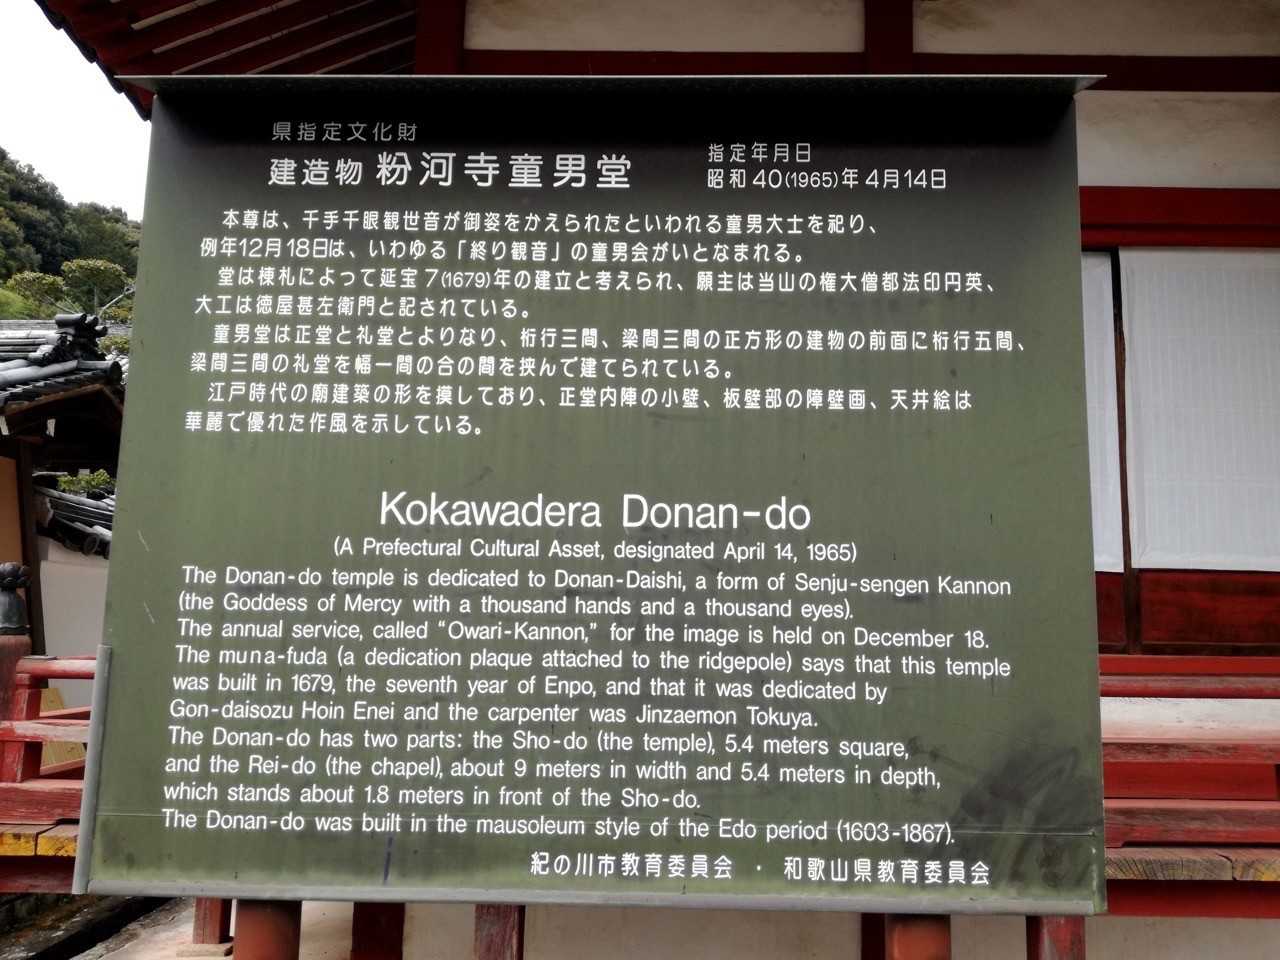 県指定文化財
建造物 粉河寺童男堂
指定年月日
昭和40(1965)年4月14日
本尊は、千手千眼観世音が御姿をかえられたといわれる童男大士を祀り、
例年12月18日は、いわゆる「終り観音」の童男会がいとなまれる。
堂は棟札によって延宝7(1679)年の建立と考えられ、願主は当山の権大僧都法印円英、
大工は徳屋甚左衛門と記されている。
童男堂は正堂と礼堂とよりなり、桁行三間、梁間三間の正方形の建物の前面に桁行五間、
梁間三間の礼堂を幅一間の合の間を挟んで建てられている。
江戸時代の廟建築の形を摸しており、正堂内陣の小壁、板壁部の障壁画、天井絵は
華麗で優れた作風を示している。
Kokawadera Donan-do
(A Prefectural Cultural Asset, designated April 14, 1965)
The Donan-do temple is dedicated to Donan-Daishi, a form of Senju-sengen Kannon
(the Goddess of Mercy with a thousand hands and a thousand eyes).
The annual service, called “Owari-Kannon,” for the image is held on December 18.
The muna-fuda (a dedication plaque attached to the ridgepole) says that this temple
was built in 1679, the seventh year of Enpo, and that it was dedicated by
Gon-daisozu Hoin Enei and the carpenter was Jinzaemon Tokuya.
The Donan-do has two parts: the Sho-do (the temple), 5.4 meters square,
and the Rei-do (the chapel), about 9 meters in width and 5.4 meters in depth,
which stands about 1.8 meters in front of the Sho-do.
The Donan-do was built in the mausoleum style of the Edo period (1603-1867).
紀の川市教育委員会 ・ 和歌山県教育委員会